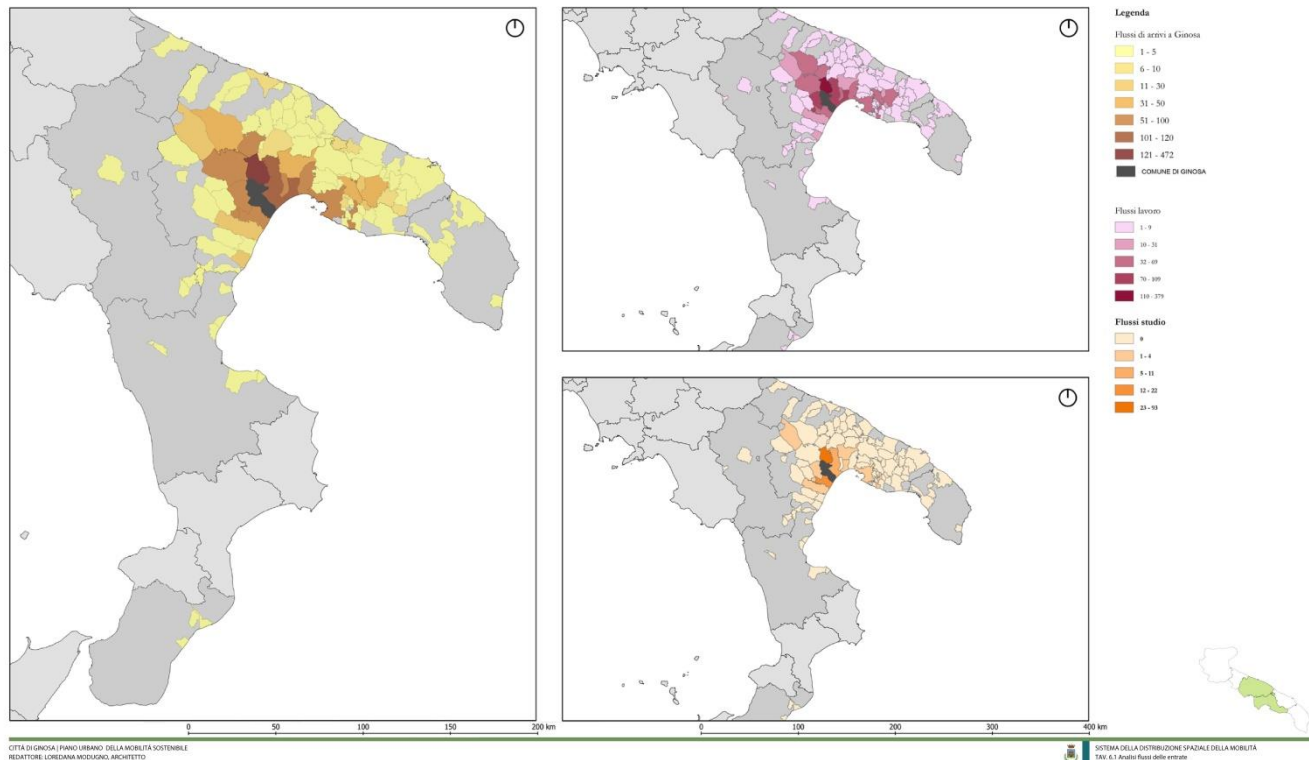 Legenda
Flussi di arrivi a Ginosa
1 - 5
6 - 10
11 - 30
31 - 50
51 - 100
101 - 120
121 - 472
COMUNE DI GINOSA
Flussi lavoro
1 - 9
10 - 31
32 - 69
70 - 109
110 - 379
Flussi studio
0
1 - 4
5 - 11
12 - 22
23 - 93
0 50 100 150 200 km
0 100 200 300 400 km
CITTÀ DI GINOSA | PIANO URBANO DELLA MOBILITÀ SOSTENIBILE
REDATTORE: LOREDANA MODUGNO, ARCHITETTO
SISTEMA DELLA DISTRIBUZIONE SPAZIALE DELLA MOBILITÀ
TAV. 6.1 Analisi flussi delle entrate